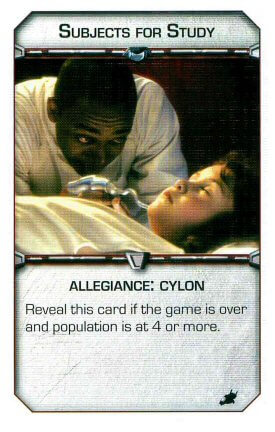 Subjects for Study
ALLEGIANCE: CYLON
Reveal this card if the game is over
and population is at 4 or more.